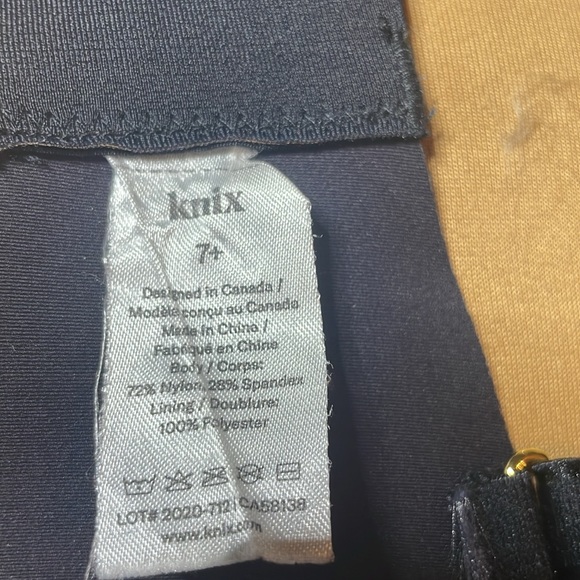 knix
7+
Designed in Canada /
Modèle conçu au Canada
Made in China /
Fabriqué en Chine
Body / Corps:
72% Nylon, 28% Spandex
Lining / Doublure:
100% Polyester
LOT# 2020-712 | CA58138
www.knix.com